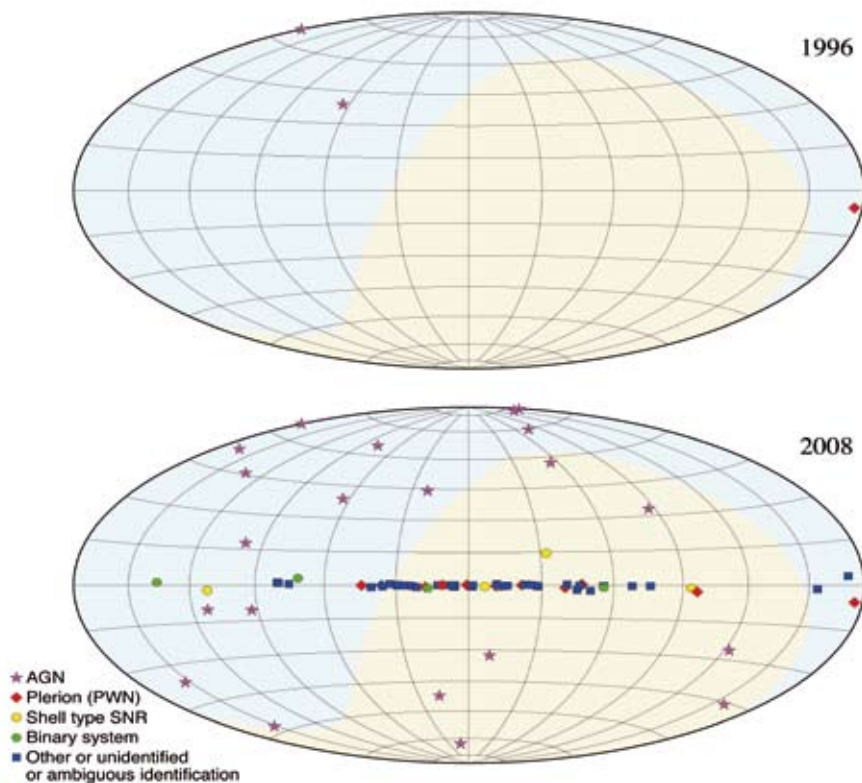 1996
2008
AGN
Plerion (PWN)
Shell type SNR
Binary system
Other or unidentified
or ambiguous identification